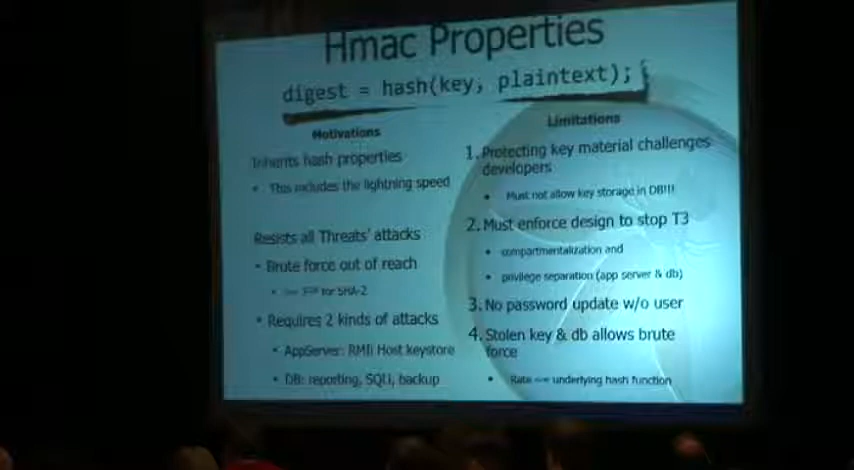 Hmac Properties
digest = hash(key, plaintext);
Motivations
Inherits hash properties
• This includes the lightning speed
Resists all Threats' attacks
• Brute force out of reach
• for SHA-2
• Requires 2 kinds of attacks
• AppServer: RMIi Host keystore
• DB: reporting, SQLi, backup
Limitations
1. Protecting key material challenges
developers
• Must not allow key storage in DB!!!
2. Must enforce design to stop T3
• compartmentalization and
• privilege separation (app server & db)
3. No password update w/o user
4. Stolen key & db allows brute
force
• Rate underlying hash function